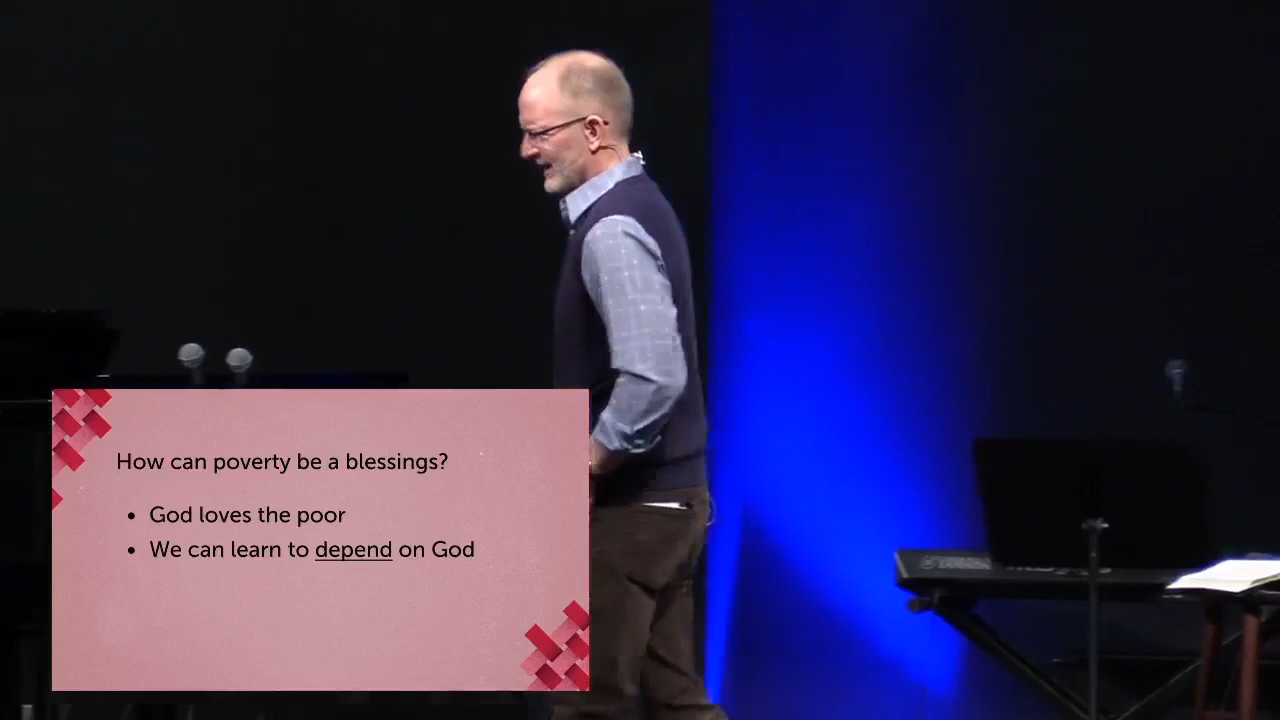 How can poverty be a blessings?
• God loves the poor
• We can learn to depend on God